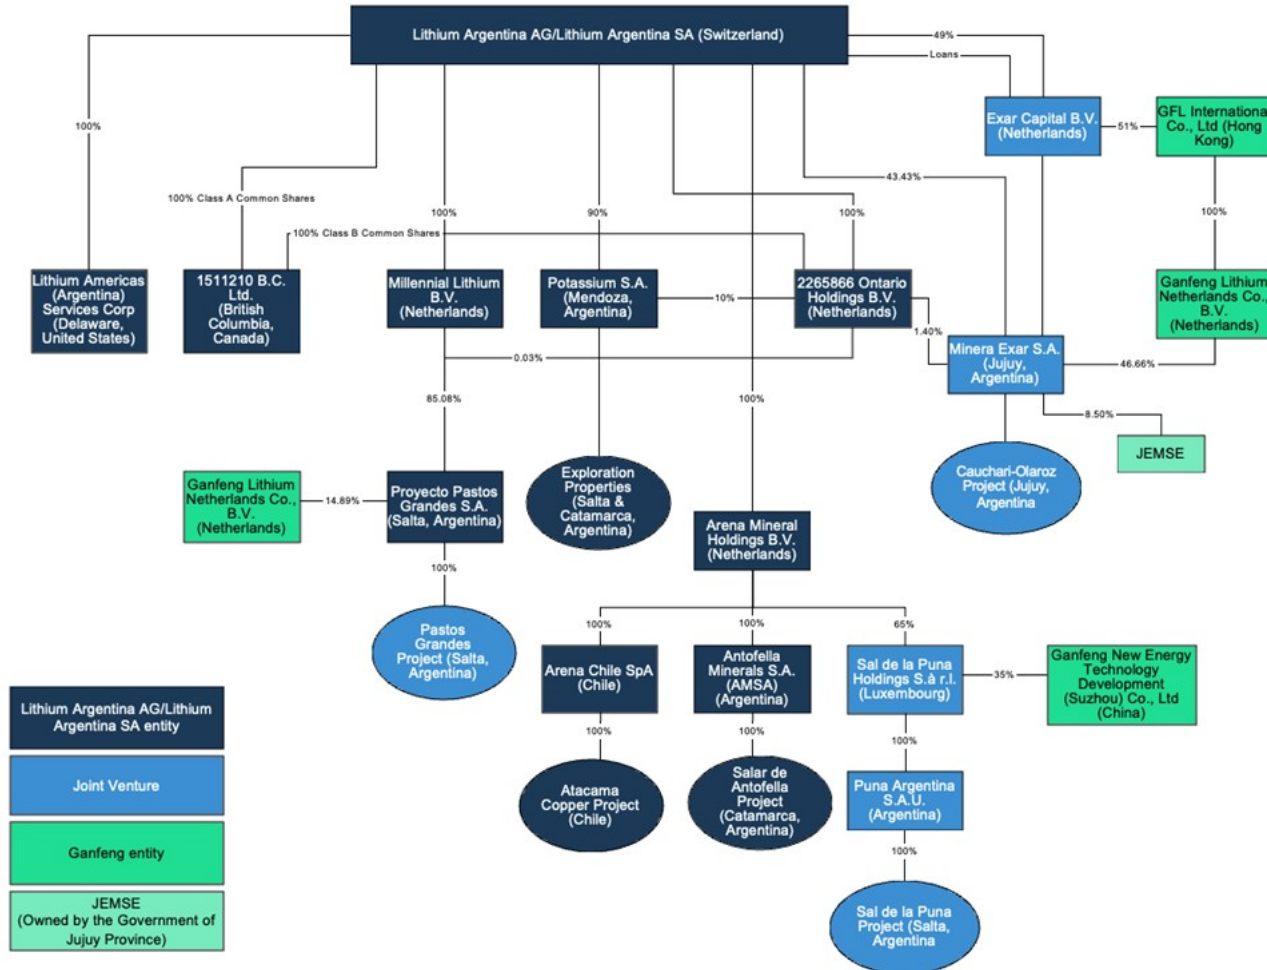 Lithium Argentina AG/Lithium Argentina SA (Switzerland)
49%
Loans
Exar Capital B.V.
(Netherlands)
51%
GFL International
Co., Ltd (Hong
Kong)
100%
43.43%
100% Class A Common Shares
100%
90%
100%
100%
100% Class B Common Shares
Lithium Americas
(Argentina)
Services Corp
(Delaware,
United States)
1511210 B.C.
Ltd.
(British
Columbia,
Canada)
Millennial Lithium
B.V.
(Netherlands)
Potassium S.A.
(Mendoza,
Argentina)
10%
2265866 Ontario
Holdings B.V.
(Netherlands)
Ganfeng Lithium
Netherlands Co.,
B.V.
(Netherlands)
1.40%
Minera Exar S.A.
(Jujuy,
Argentina)
46.66%
0.03%
85.08%
100%
8.50%
JEMSE
Cauchari-Olaroz
Project (Jujuy,
Argentina
Ganfeng Lithium
Netherlands Co.,
B.V.
(Netherlands)
14.89%
Proyecto Pastos
Grandes S.A.
(Salta, Argentina)
Exploration
Properties
(Salta &
Catamarca,
Argentina)
Arena Mineral
Holdings B.V.
(Netherlands)
100%
Pastos
Grandes
Project (Salta,
Argentina)
100%
100%
65%
Arena Chile SpA
(Chile)
Antofella
Minerals S.A.
(AMSA)
(Argentina)
Sal de la Puna
Holdings S.à r.l.
(Luxembourg)
35%
Ganfeng New Energy
Technology
Development
(Suzhou) Co., Ltd
(China)
100%
100%
100%
Atacama
Copper Project
(Chile)
Salar de
Antofella
Project
(Catamarca,
Argentina)
Puna Argentina
S.A.U.
(Argentina)
100%
Sal de la Puna
Project (Salta,
Argentina
Lithium Argentina AG/Lithium
Argentina SA entity
Joint Venture
Ganfeng entity
JEMSE
(Owned by the Government of
Jujuy Province)